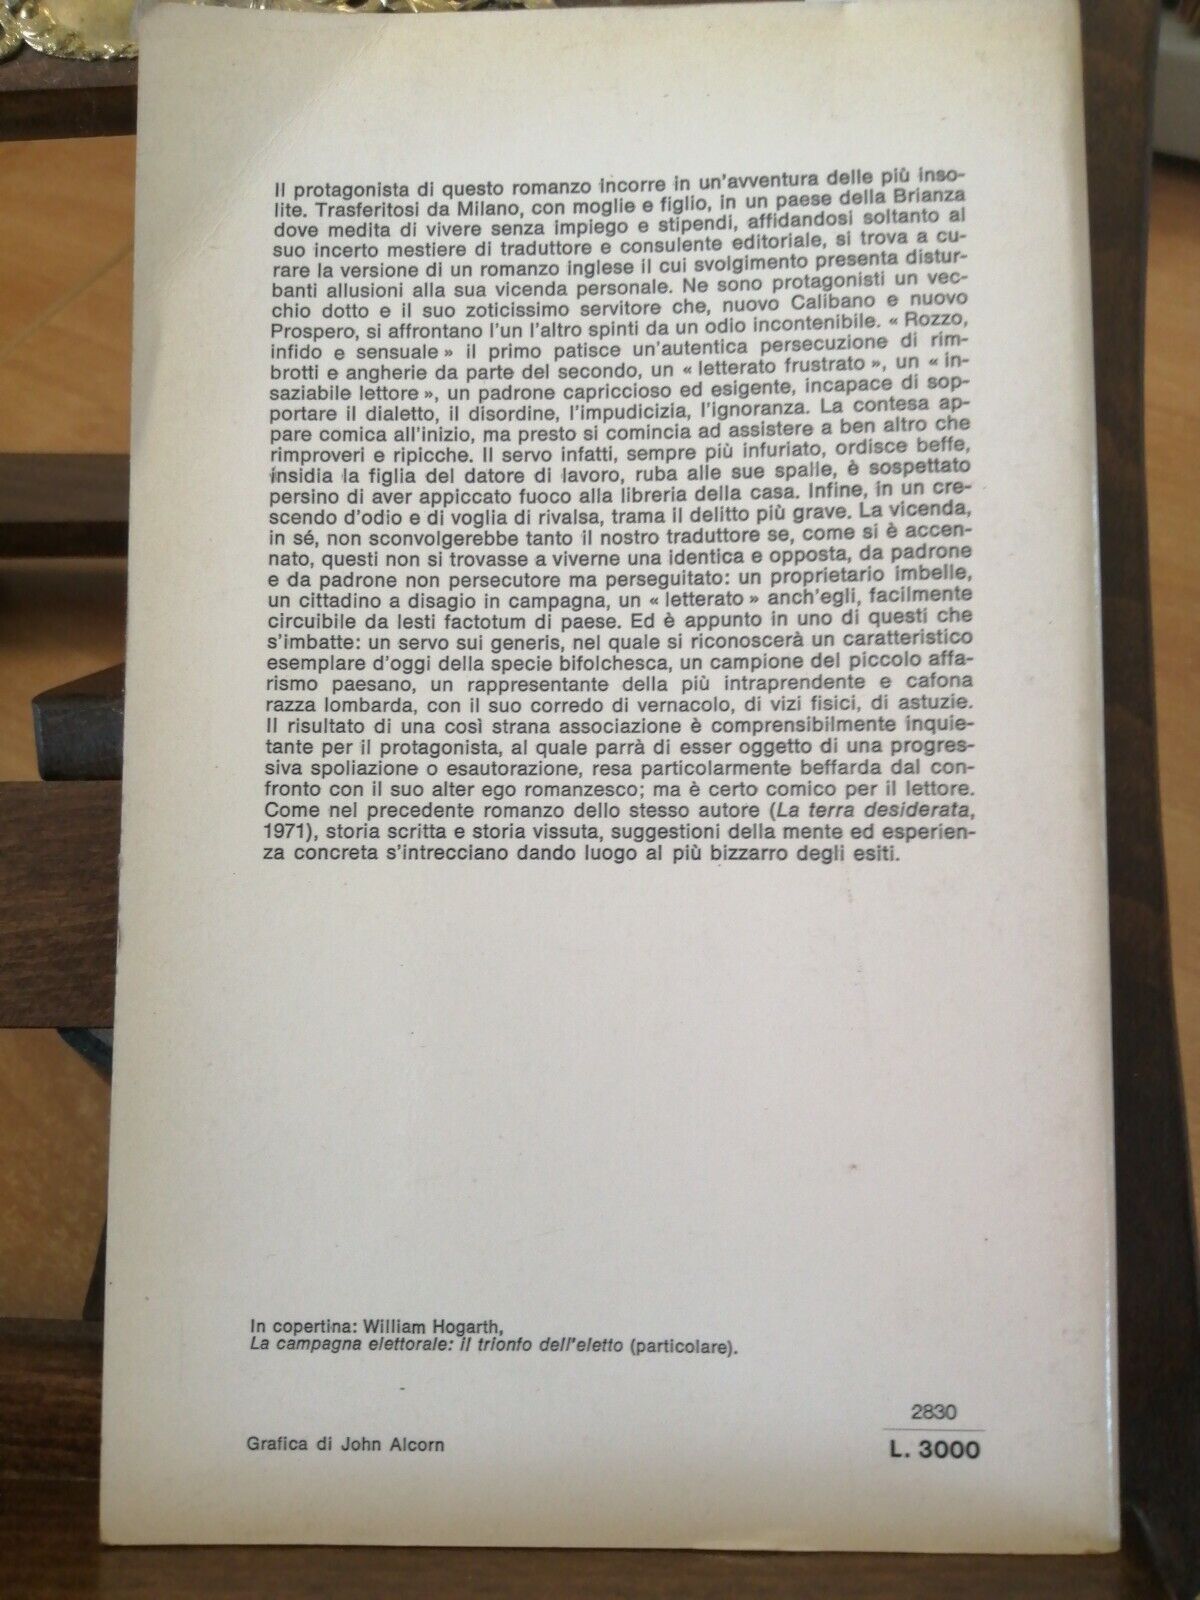 Il protagonista di questo romanzo incorre in un'avventura delle più inso-
lite. Trasferitosi da Milano, con moglie e figlio, in un paese della Brianza
dove medita di vivere senza impiego e stipendi, affidandosi soltanto al
suo incerto mestiere di traduttore e consulente editoriale, si trova a cu-
rare la versione di un romanzo inglese il cui svolgimento presenta distur-
banti allusioni alla sua vicenda personale. Ne sono protagonisti un vec-
chio dotto e il suo zoticissimo servitore che, nuovo Calibano e nuovo
Prospero, si affrontano l'un l'altro spinti da un odio incontenibile. « Rozzo,
infido e sensuale » il primo patisce un'autentica persecuzione di rim-
brotti e angherie da parte del secondo, un « letterato frustrato », un « in-
saziabile lettore », un padrone capriccioso ed esigente, incapace di sop-
portare il dialetto, il disordine, l'impudicizia, l'ignoranza. La contesa ap-
pare comica all'inizio, ma presto si comincia ad assistere a ben altro che
rimproveri e ripicche. Il servo infatti, sempre più infuriato, ordisce beffe,
insidia la figlia del datore di lavoro, ruba alle sue spalle, è sospettato
persino di aver appiccato fuoco alla libreria della casa. Infine, in un cre-
scendo d'odio e di voglia di rivalsa, trama il delitto più grave. La vicenda,
in sé, non sconvolgerebbe tanto il nostro traduttore se, come si è accen-
nato, questi non si trovasse a viverne una identica e opposta, da padrone
e da padrone non persecutore ma perseguitato: un proprietario imbelle,
un cittadino a disagio in campagna, un « letterato » anch'egli, facilmente
circuibile da lesti factotum di paese. Ed è appunto in uno di questi che
s'imbatte: un servo sui generis, nel quale si riconoscerà un caratteristico
esemplare d'oggi della specie bifolchesca, un campione del piccolo affa-
rismo paesano, un rappresentante della più intraprendente e cafona
razza lombarda, con il suo corredo di vernacolo, di vizi fisici, di astuzie.
Il risultato di una così strana associazione è comprensibilmente inquie-
tante per il protagonista, al quale parrà di esser oggetto di una progres-
siva spoliazione o esautorazione, resa particolarmente beffarda dal con-
fronto con il suo alter ego romanzesco; ma è certo comico per il lettore.
Come nel precedente romanzo dello stesso autore (La terra desiderata,
1971), storia scritta e storia vissuta, suggestioni della mente ed esperien-
za concreta s'intrecciano dando luogo al più bizzarro degli esiti.
In copertina: William Hogarth,
La campagna elettorale: il trionfo dell'eletto (particolare).
2830
Grafica di John Alcorn
L. 3000